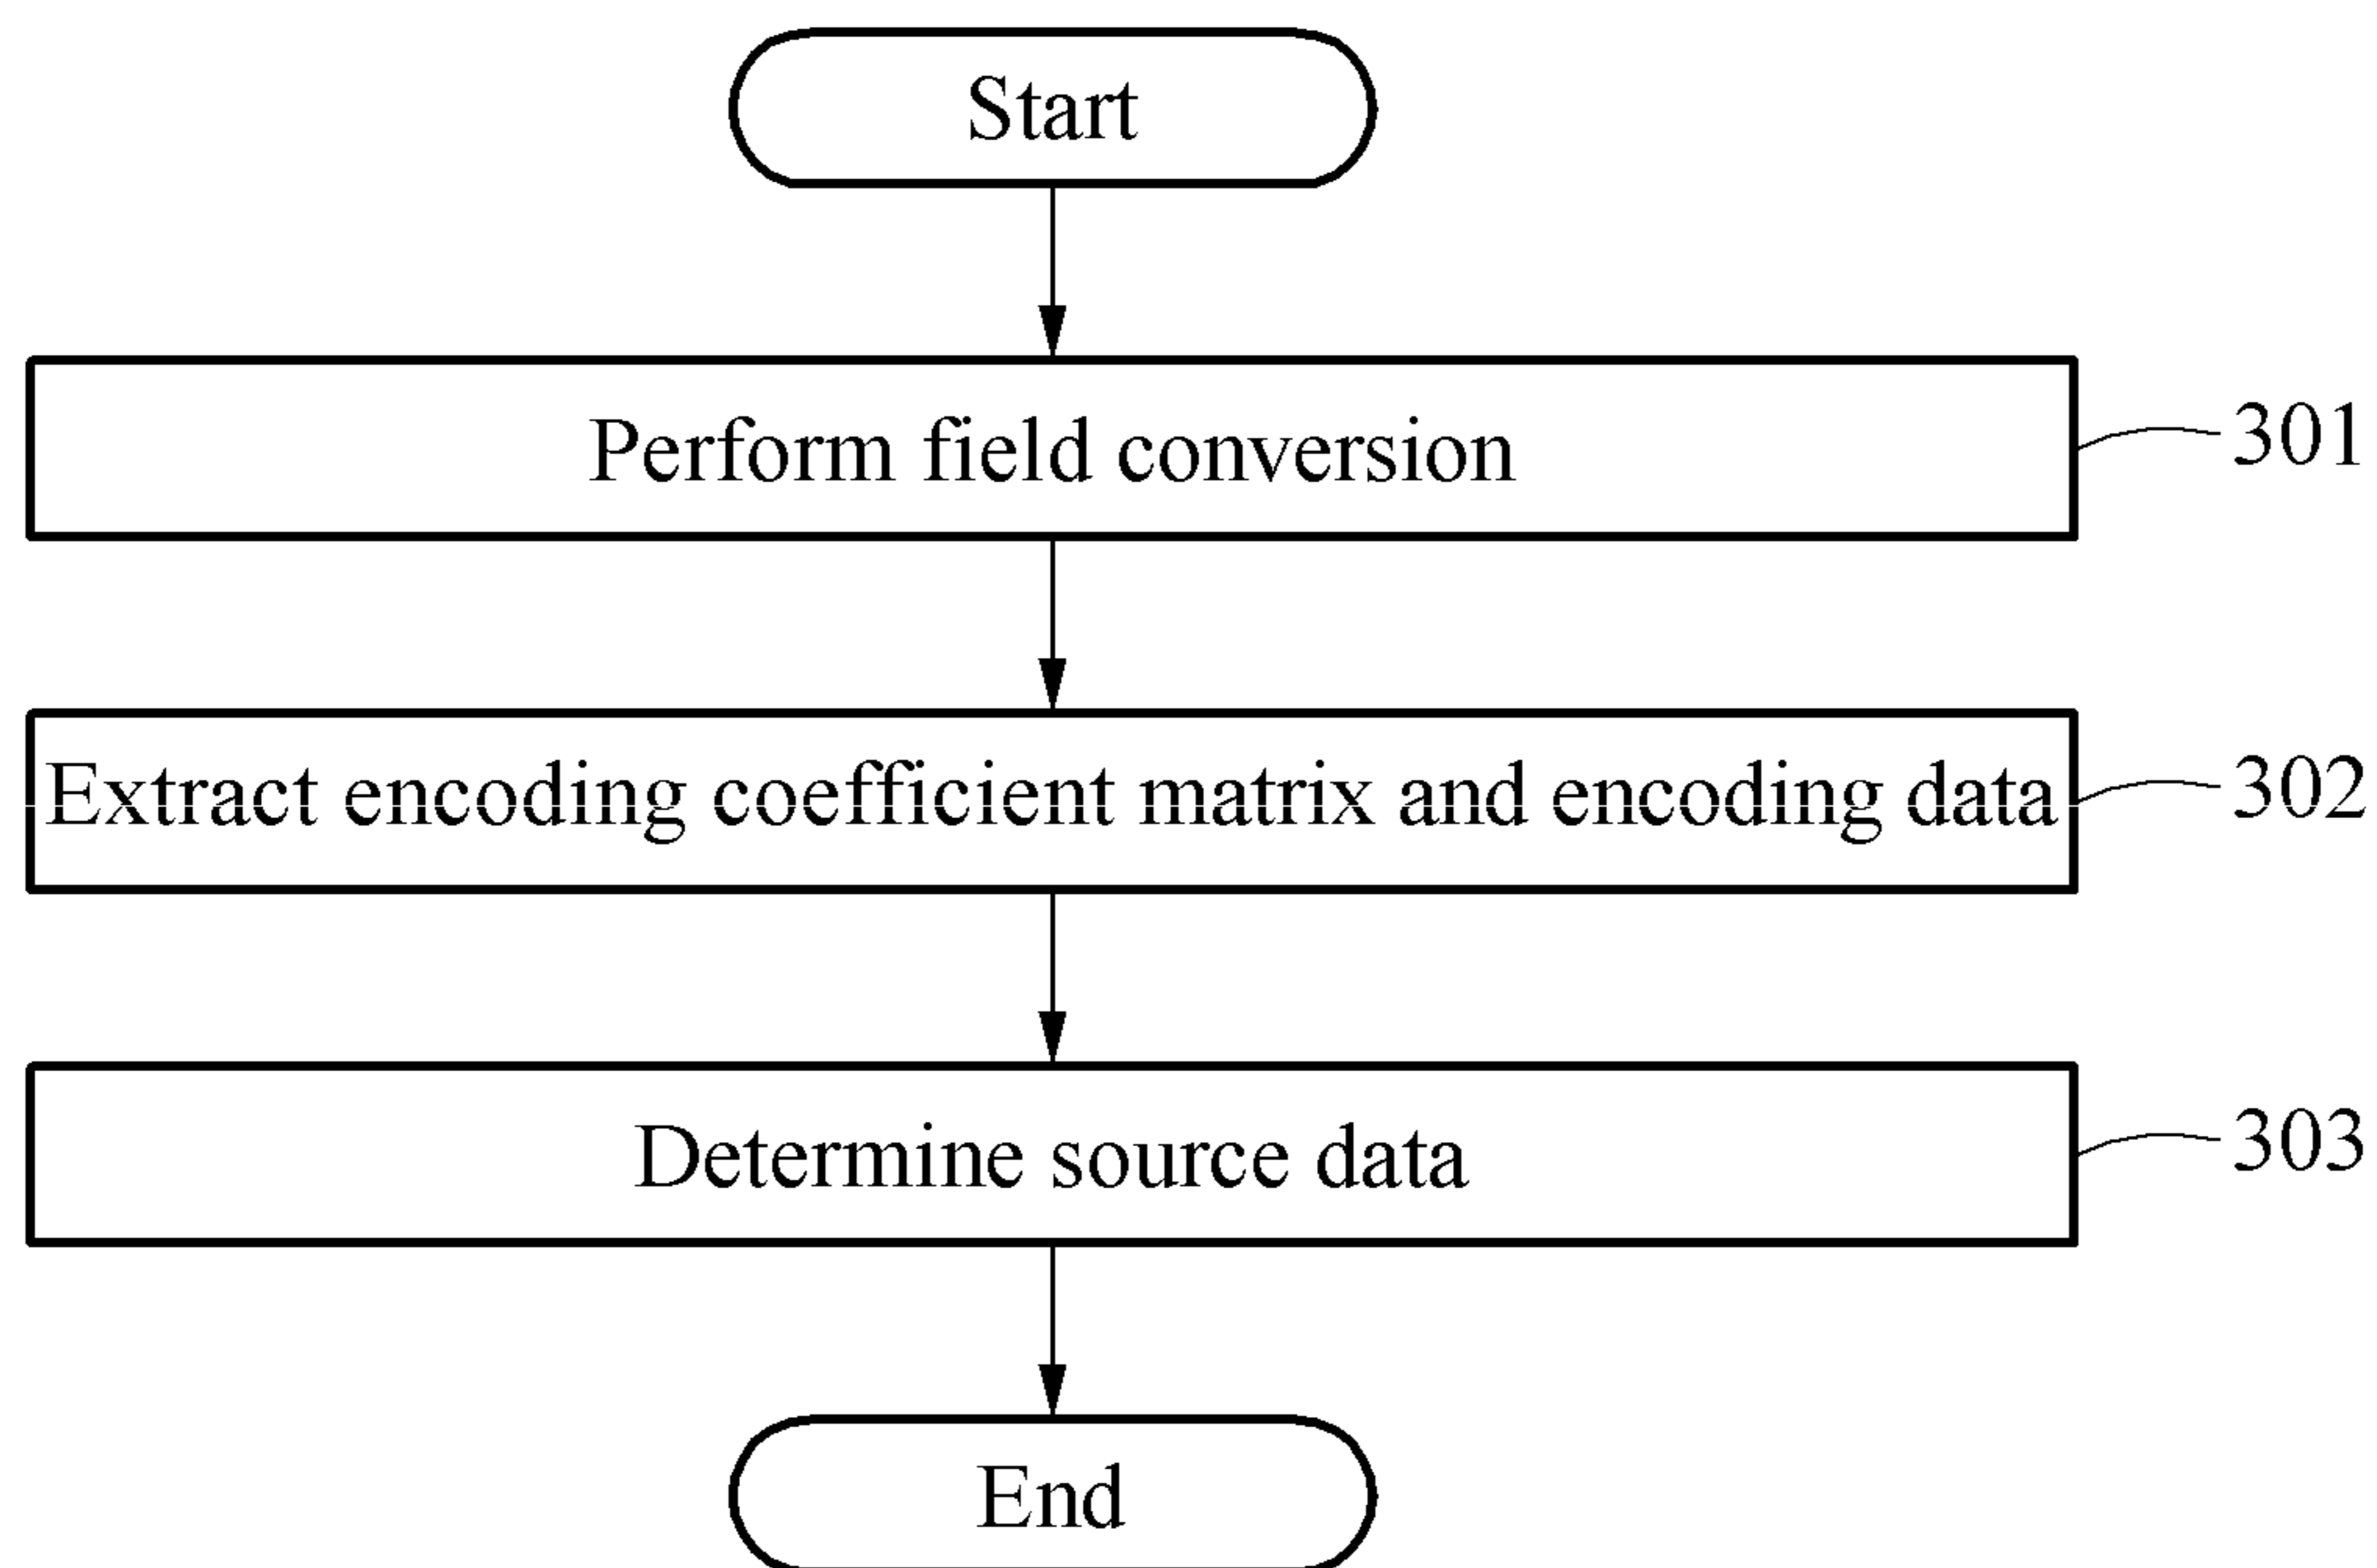 Start
Perform field conversion
301
Extract encoding coefficient matrix and encoding data
302
Determine source data
303
End